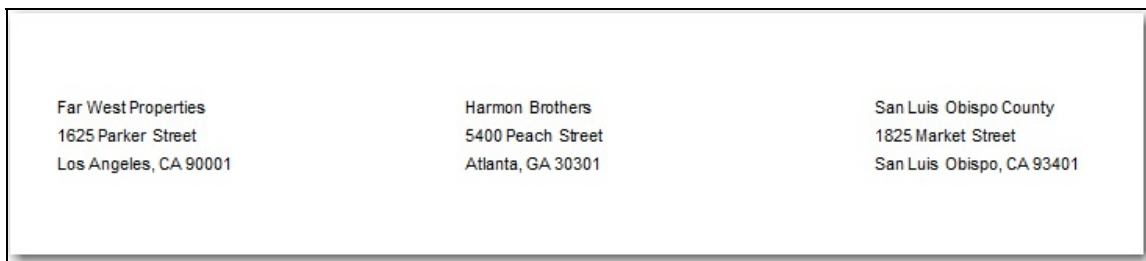 Far West Properties
1625 Parker Street
Los Angeles, CA 90001
Harmon Brothers
5400 Peach Street
Atlanta, GA 30301
San Luis Obispo County
1825 Market Street
San Luis Obispo, CA 93401